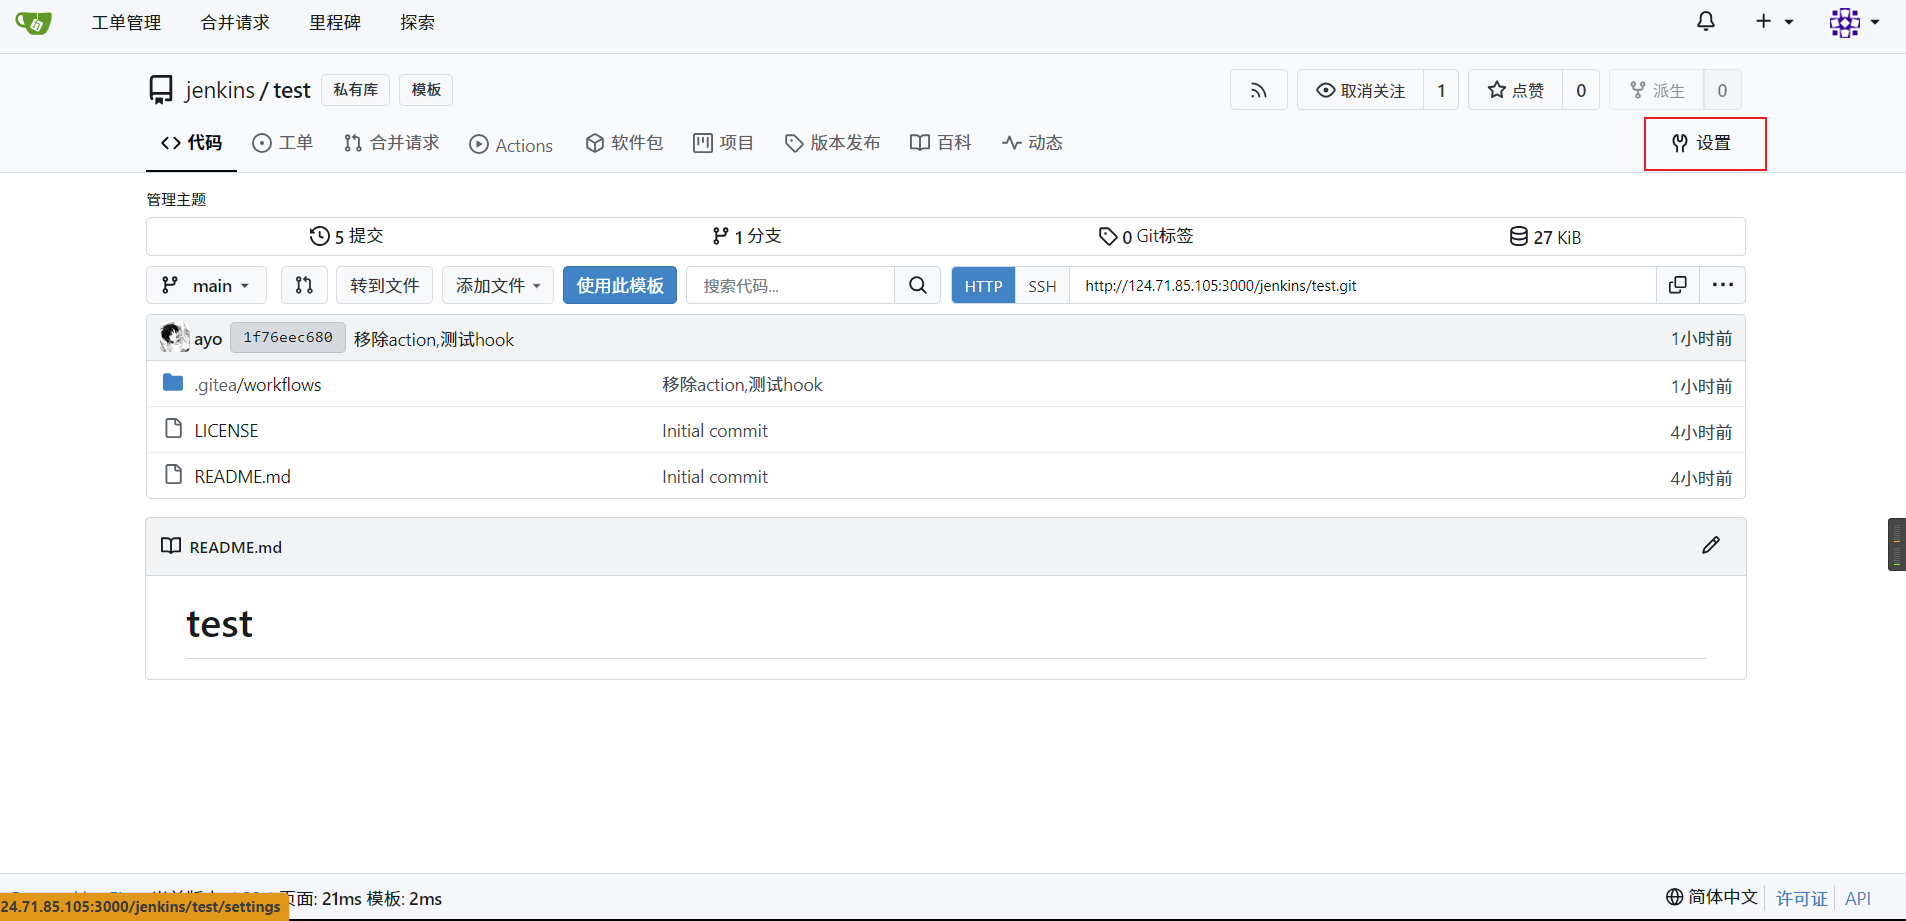 工单管理 合并请求 里程碑 探索
jenkins / test 私有库 模板 取消关注 1 点赞 0 派生 0
代码 工单 合并请求 Actions 软件包 项目 版本发布 百科 动态 设置
管理主题
5 提交 1 分支 0 Git标签 27 KiB
main 转到文件 添加文件 使用此模板 搜索代码... HTTP SSH http://124.71.85.105:3000/jenkins/test.git
ayo 1f76eec680 移除action,测试hook 1小时前
.gitea/workflows 移除action,测试hook 1小时前
LICENSE Initial commit 4小时前
README.md Initial commit 4小时前
README.md
test
页面: 21ms 模板: 2ms 简体中文 许可证 API
24.71.85.105:3000/jenkins/test/settings